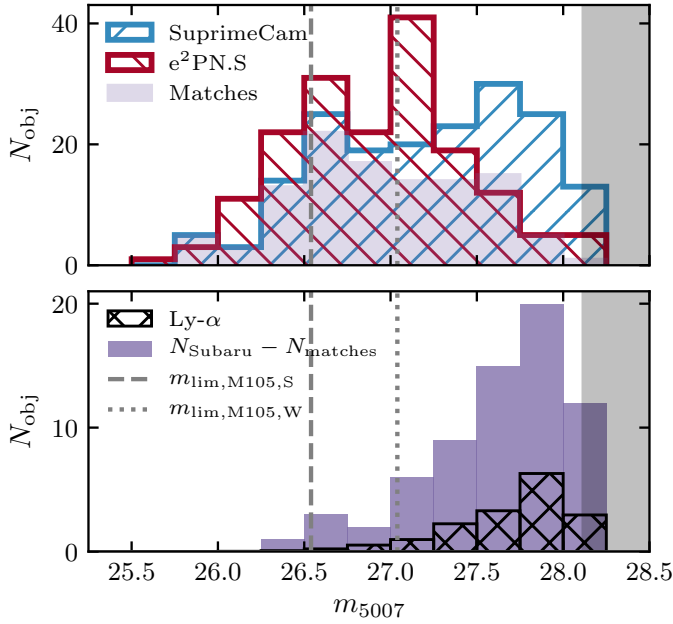 40
20
0
N_obj
SuprimeCam
e²PN.S
Matches
20
10
0
N_obj
Ly-α
N_Subaru − N_matches
m_lim,M105,S
m_lim,M105,W
25.5 26.0 26.5 27.0 27.5 28.0 28.5
m_5007